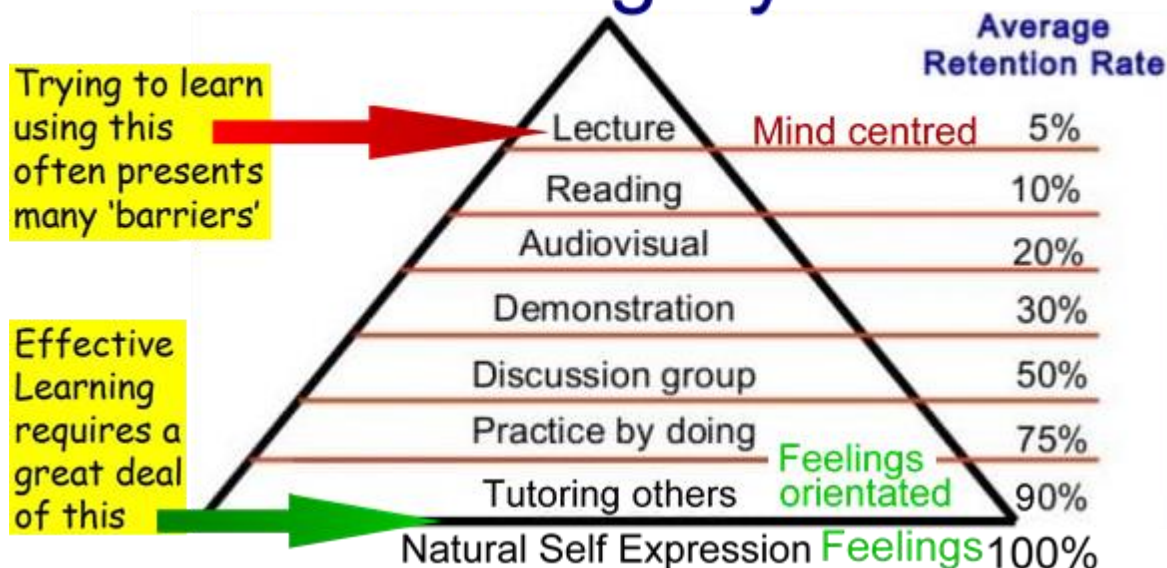 Average
Retention Rate
Trying to learn
using this
often presents
many ‘barriers’
Lecture Mind centred 5%
Reading 10%
Audiovisual 20%
Demonstration 30%
Effective
Learning
requires a
great deal
of this
Discussion group 50%
Practice by doing 75%
Feelings
orientated
Tutoring others 90%
Natural Self Expression Feelings 100%